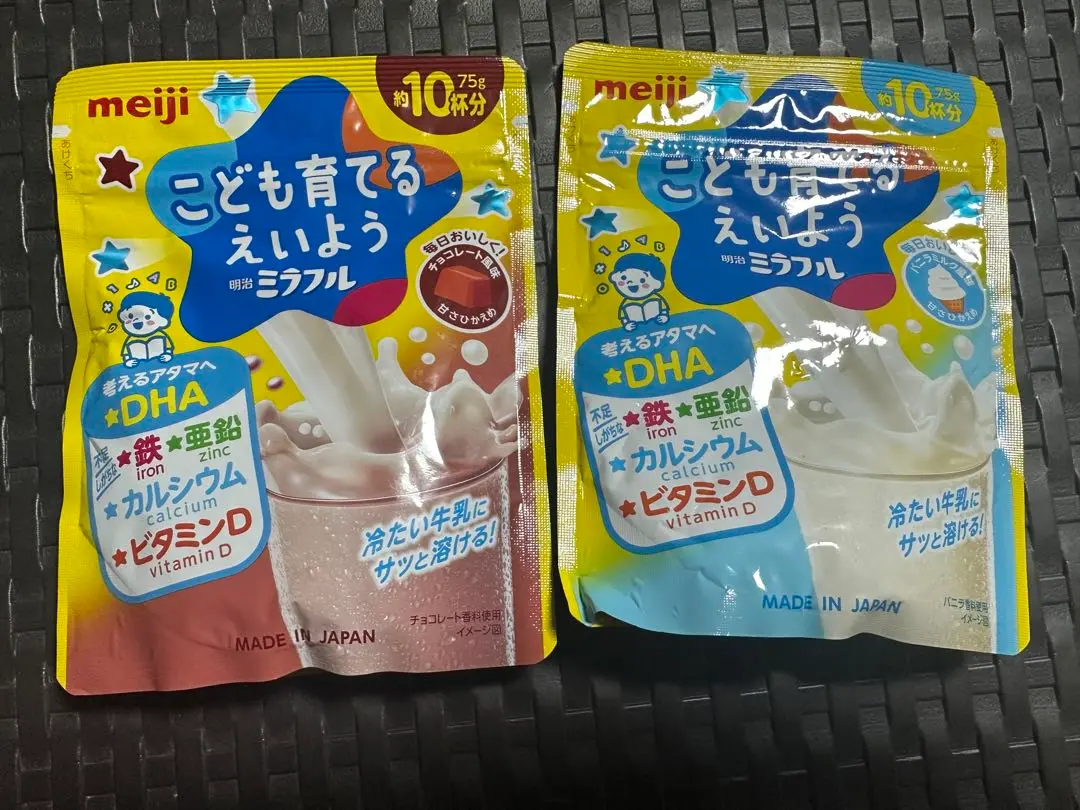 meiji
約10杯分
75g
あけくち
こども育てる
えいよう
明治 ミラフル
毎日おいしく!
チョコレート風味
甘さひかえめ
考えるアタマへ
DHA
不足
しがちな
鉄 亜鉛
iron zinc
カルシウム
calcium
ビタミンD
vitamin D
冷たい牛乳に
サッと溶ける!
チョコレート香料使用
イメージ図
MADE IN JAPAN
meiji
約10杯分
75g
こども育てる
えいよう
明治 ミラフル
毎日おい
バニラミルク風味
甘さひかえめ
考えるアタマへ
DHA
不足
しがちな
鉄 亜鉛
iron zinc
カルシウム
calcium
ビタミンD
vitamin D
冷たい牛乳に
サッと溶ける!
MADE IN JAPAN
バニラ香料使用
イメージ図